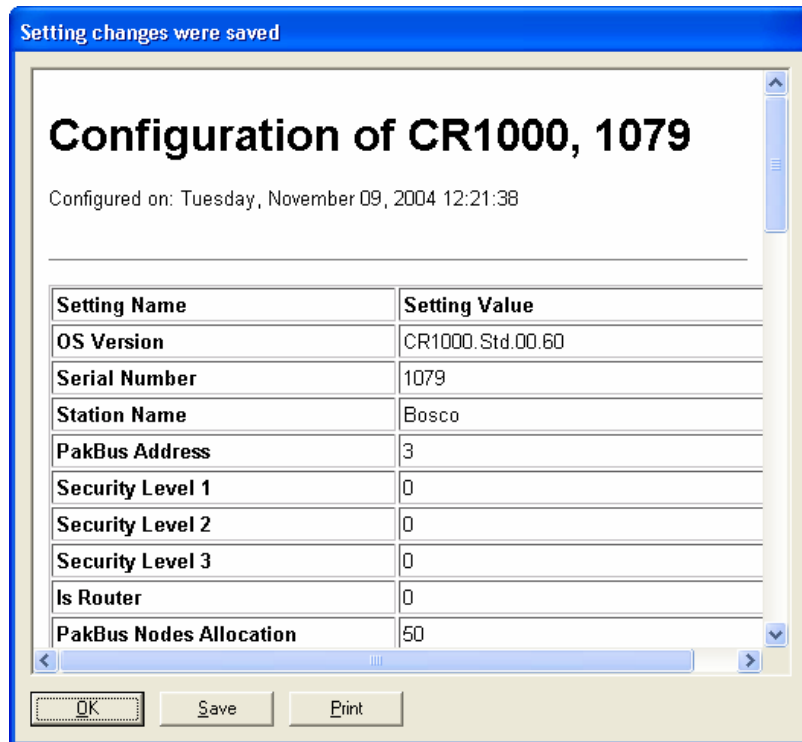 Setting changes were saved
Configuration of CR1000, 1079
Configured on: Tuesday, November 09, 2004 12:21:38
Setting Name Setting Value
OS Version CR1000.Std.00.60
Serial Number 1079
Station Name Bosco
PakBus Address 3
Security Level 1 0
Security Level 2 0
Security Level 3 0
Is Router 0
PakBus Nodes Allocation 50
OK Save Print